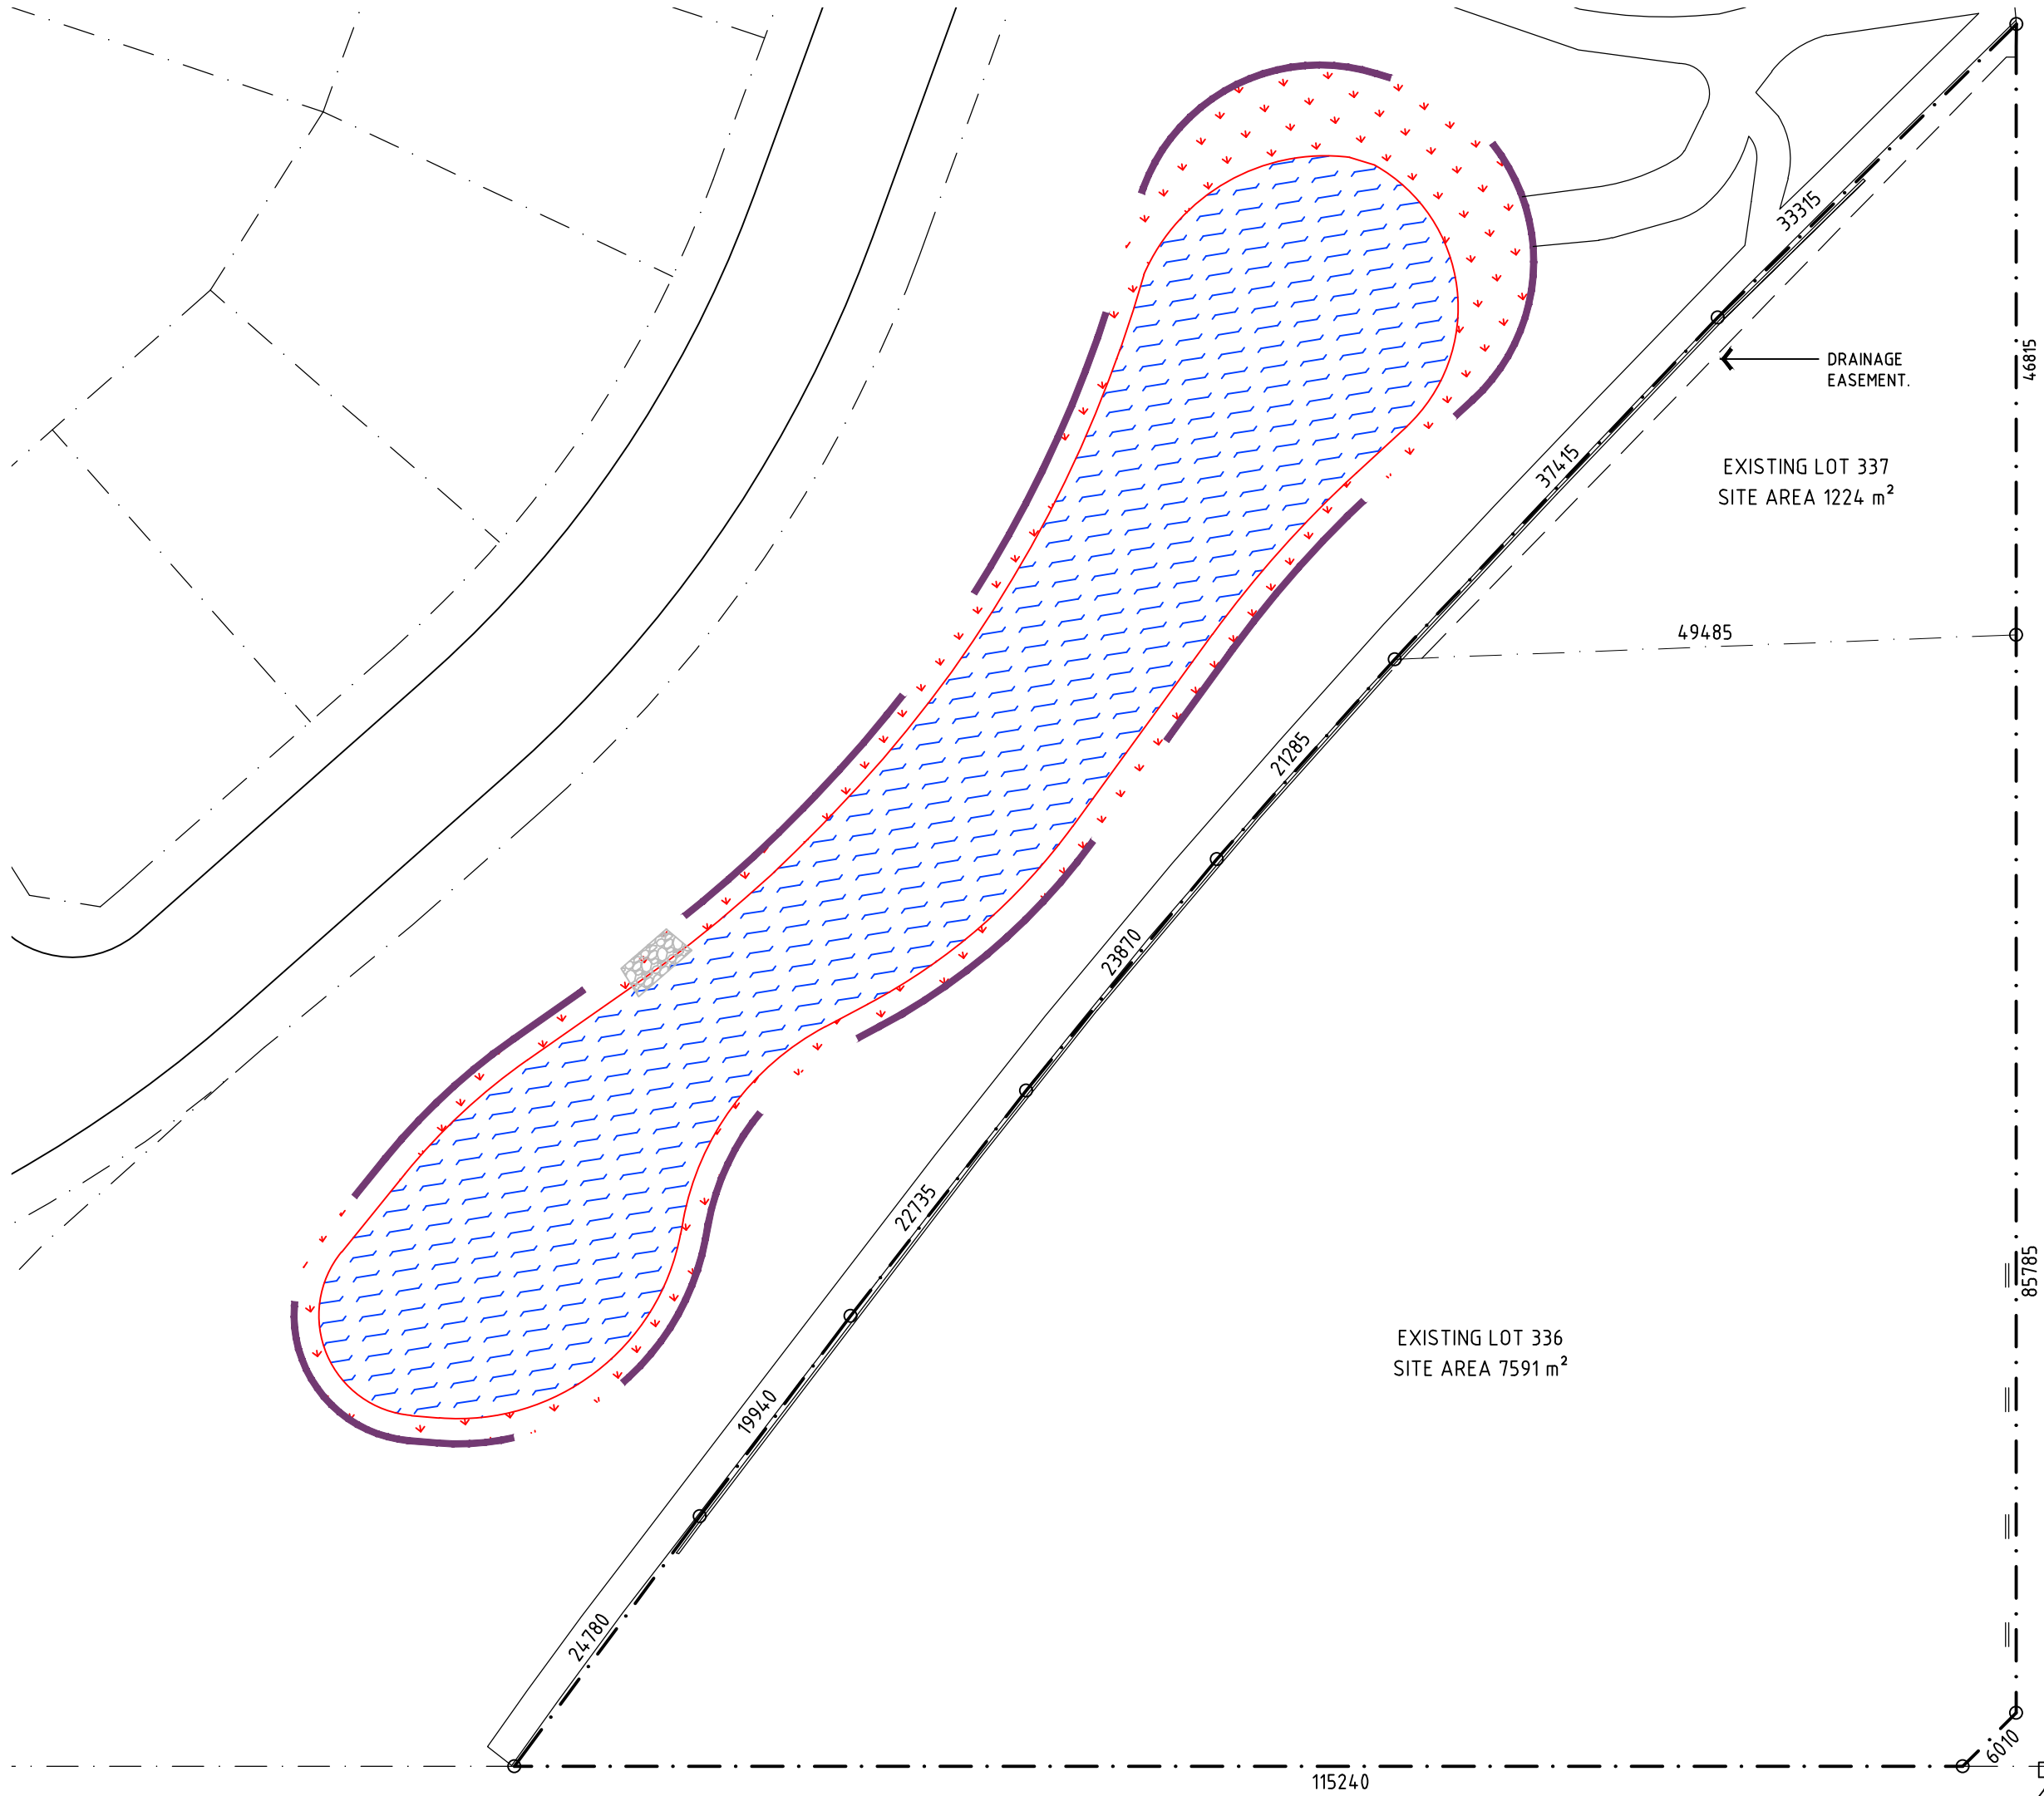 33315
46815
DRAINAGE
EASEMENT.
37415
EXISTING LOT 337
SITE AREA 1224 m²
49485
21285
23870
22735
85785
EXISTING LOT 336
SITE AREA 7591 m²
19940
24780
6010
115240